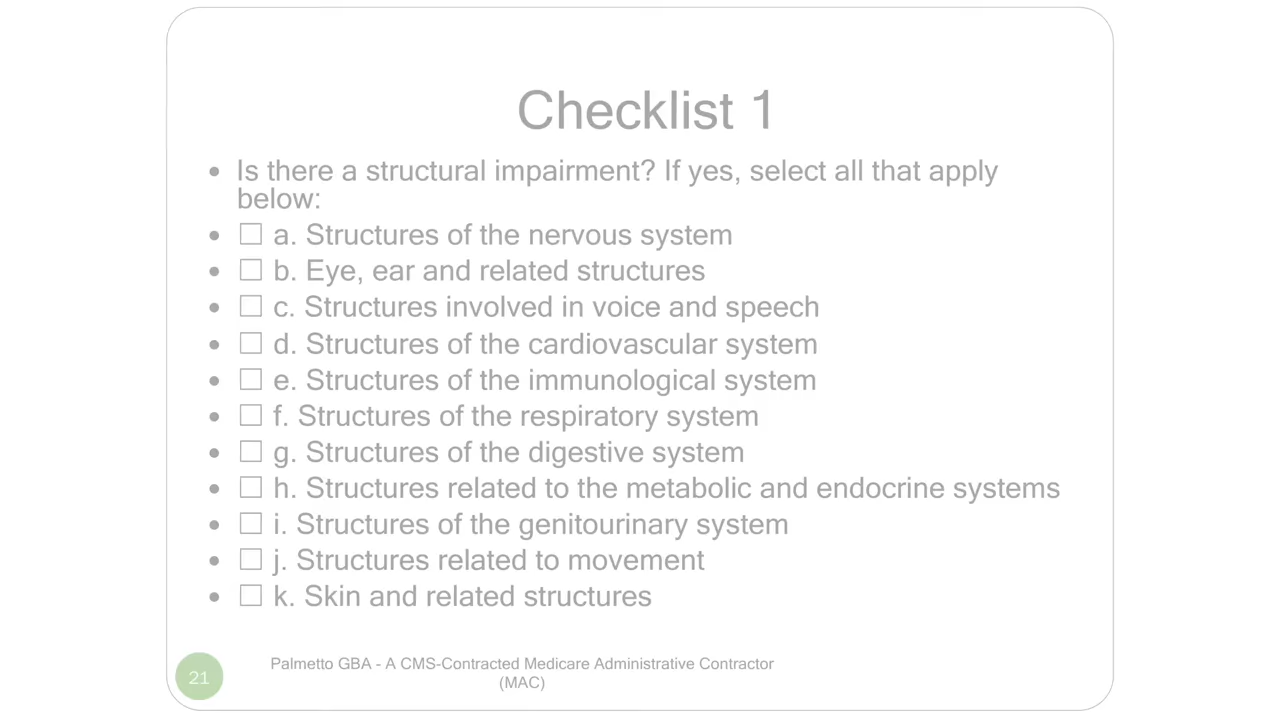 Checklist 1
• Is there a structural impairment? If yes, select all that apply
below:
• ☐ a. Structures of the nervous system
• ☐ b. Eye, ear and related structures
• ☐ c. Structures involved in voice and speech
• ☐ d. Structures of the cardiovascular system
• ☐ e. Structures of the immunological system
• ☐ f. Structures of the respiratory system
• ☐ g. Structures of the digestive system
• ☐ h. Structures related to the metabolic and endocrine systems
• ☐ i. Structures of the genitourinary system
• ☐ j. Structures related to movement
• ☐ k. Skin and related structures
21
Palmetto GBA - A CMS-Contracted Medicare Administrative Contractor
(MAC)